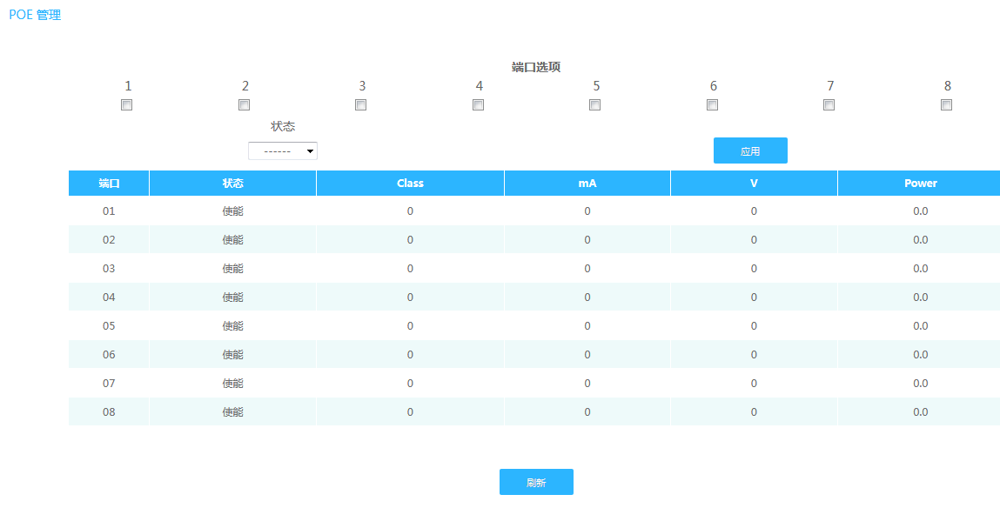 POE 管理
端口选项
1 2 3 4 5 6 7 8
状态
------
应用
端口 状态 Class mA V Power
01 使能 0 0 0 0.0
02 使能 0 0 0 0.0
03 使能 0 0 0 0.0
04 使能 0 0 0 0.0
05 使能 0 0 0 0.0
06 使能 0 0 0 0.0
07 使能 0 0 0 0.0
08 使能 0 0 0 0.0
刷新